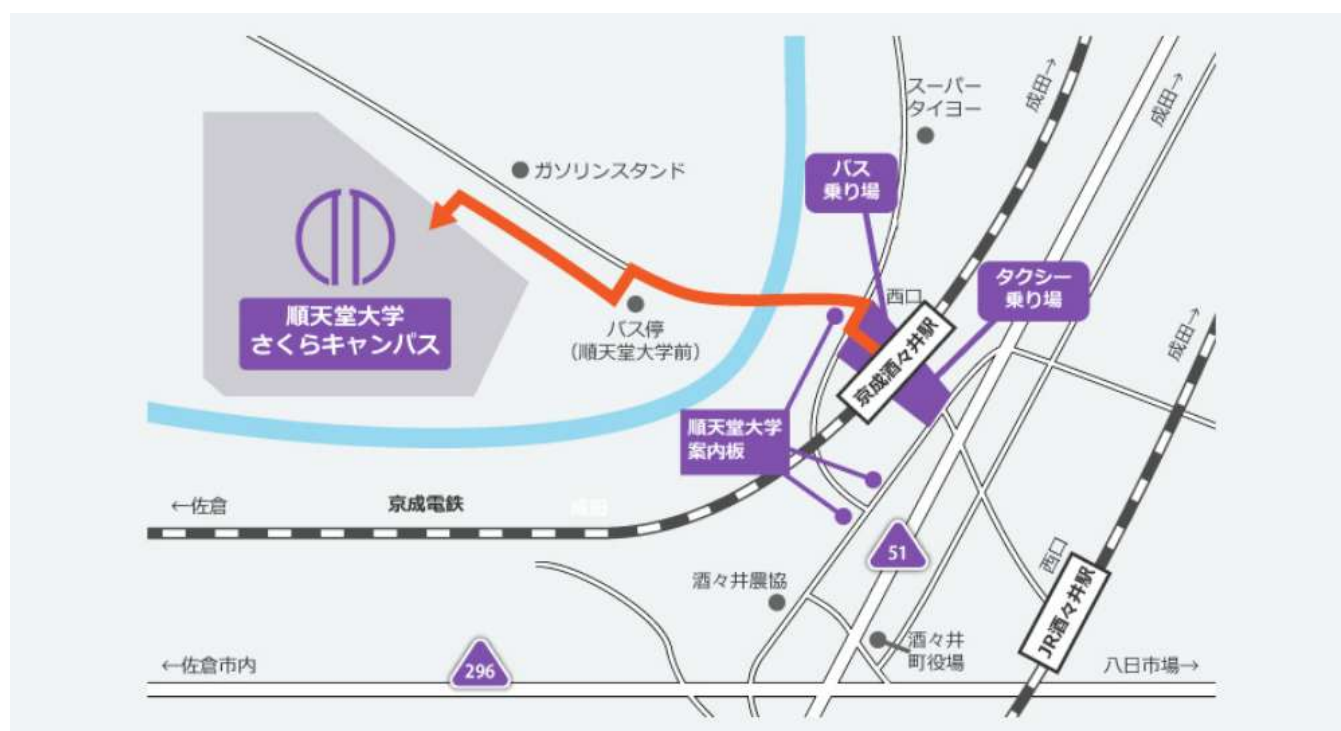 スーパー
タイヨー
成田→
成田→
ガソリンスタンド
バス
乗り場
西口
タクシー
乗り場
順天堂大学
さくらキャンパス
バス停
(順天堂大学前)
京成酒々井駅
成田→
順天堂大学
案内板
←佐倉
京成電鉄
成田
51
西口
酒々井農協
JR酒々井駅
酒々井
町役場
←佐倉市内
296
八日市場→